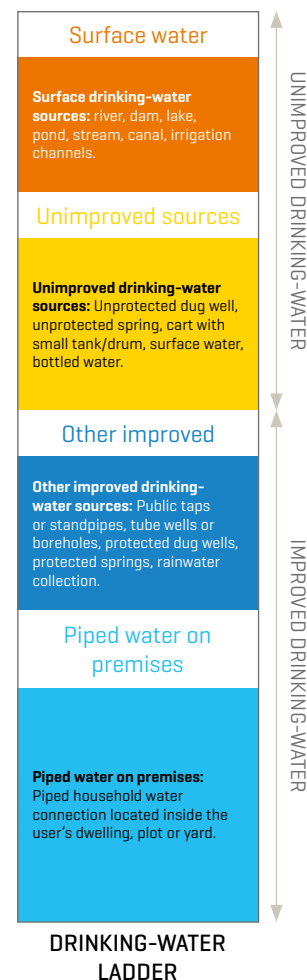 Surface water
Surface drinking-water
sources: river, dam, lake,
pond, stream, canal, irrigation
channels.
Unimproved sources
Unimproved drinking-water
sources: Unprotected dug well,
unprotected spring, cart with
small tank/drum, surface water,
bottled water.
UNIMPROVED DRINKING-WATER
Other improved
Other improved drinking-
water sources: Public taps
or standpipes, tube wells or
boreholes, protected dug wells,
protected springs, rainwater
collection.
Piped water on
premises
Piped water on premises:
Piped household water
connection located inside the
user's dwelling, plot or yard.
IMPROVED DRINKING-WATER
DRINKING-WATER
LADDER